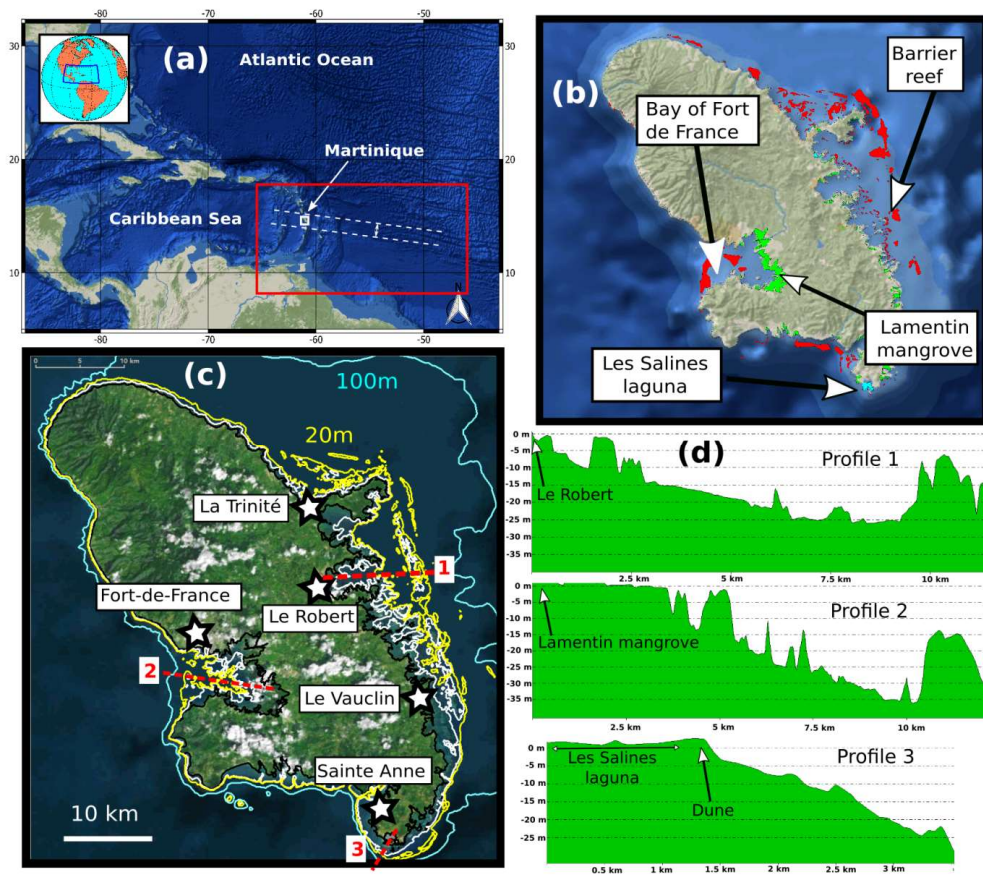 -80
-70
-60
-50
30
20
10
(a)
Atlantic Ocean
Martinique
Caribbean Sea
N
-80
-70
-60
-50
(b)
Barrier
reef
Bay of Fort
de France
Lamentin
mangrove
Les Salines
laguna
0
5
10 km
(c)
100m
20m
La Trinité
1
Fort-de-France
Le Robert
2
Le Vauclin
Sainte Anne
10 km
3
(d)
0 m
-5 m
-10 m
-15 m
-20 m
-25 m
-30 m
-35 m
Profile 1
Le Robert
2.5 km
5 km
7.5 km
10 km
0 m
-5 m
-10 m
-15 m
-20 m
-25 m
-30 m
-35 m
Profile 2
Lamentin mangrove
2.5 km
5 km
7.5 km
10 km
0 m
-5 m
-10 m
-15 m
-20 m
-25 m
Profile 3
Les Salines
laguna
Dune
0.5 km
1 km
1.5 km
2 km
2.5 km
3 km